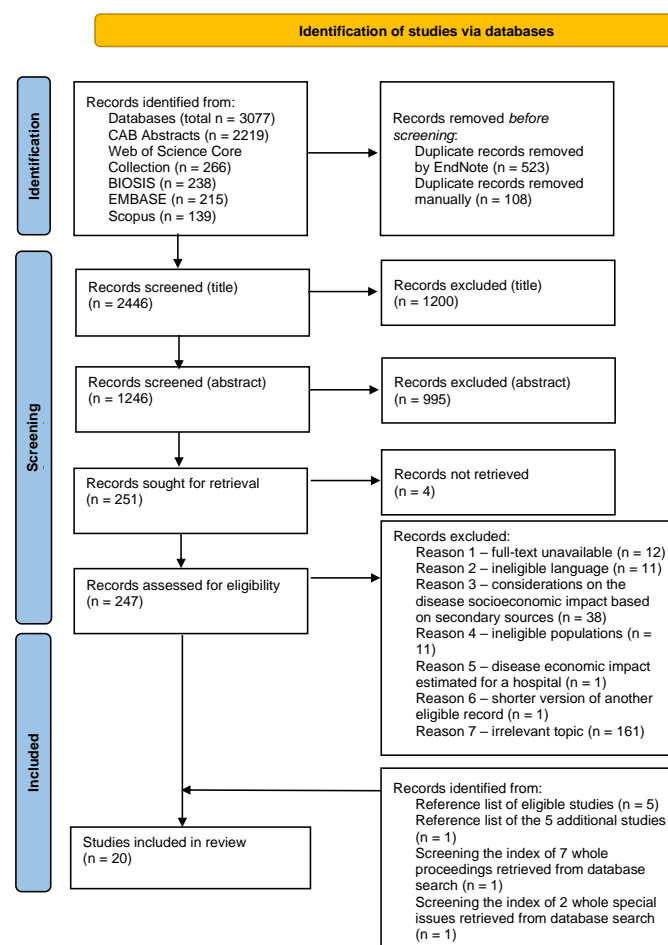 Identification of studies via databases
Identification
Records identified from:
Databases (total n = 3077)
CAB Abstracts = 2219)
Web of Science Core
Collection (n = 266)
BIOSIS (n = 238)
EMBASE (n = 215)
Scopus (n = 139)
Records removed before
screening:
Duplicate records removed
by EndNote (n = 523)
Duplicate records removed
manually (n = 108)
Screening
Records screened (title)
(n = 2446)
Records excluded (title)
(n = 1200)
Records screened (abstract)
(n = 1246)
Records excluded (abstract)
(n = 995)
Records sought for retrieval
(n = 251)
Records not retrieved
(n = 4)
Records assessed for eligibility
(n = 247)
Records excluded:
Reason 1 – full-text unavailable (n = 12)
Reason 2 – ineligible language (n = 11)
Reason 3 – considerations on the
disease socioeconomic impact based
on secondary sources (n = 38)
Reason 4 – ineligible populations (n =
11)
Reason 5 – disease economic impact
estimated for a hospital (n = 1)
Reason 6 – shorter version of another
eligible record (n = 1)
Reason 7 – irrelevant topic (n = 161)
Included
Studies included in review
(n = 20)
Records identified from:
Reference list of eligible studies (n = 5)
Reference list of the 5 additional studies
(n = 1)
Screening the index of 7 whole
proceedings retrieved from database
search (n = 1)
Screening the index of 2 whole special
issues retrieved from database search
(n = 1)